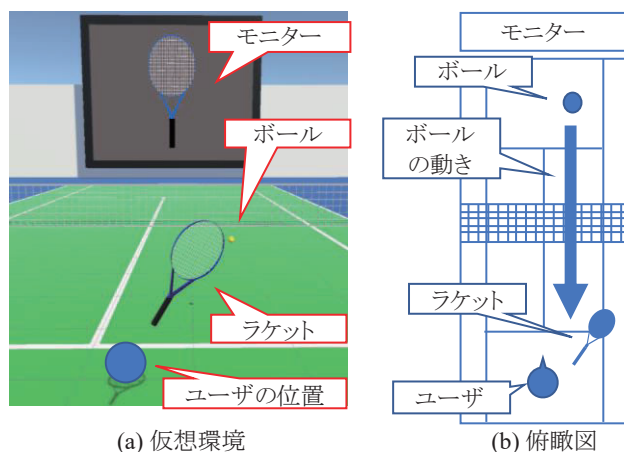 モニター
ボール
ラケット
ユーザの位置
(a) 仮想環境
モニター
ボール
ボール
の動き
ラケット
ユーザ
(b) 俯瞰図